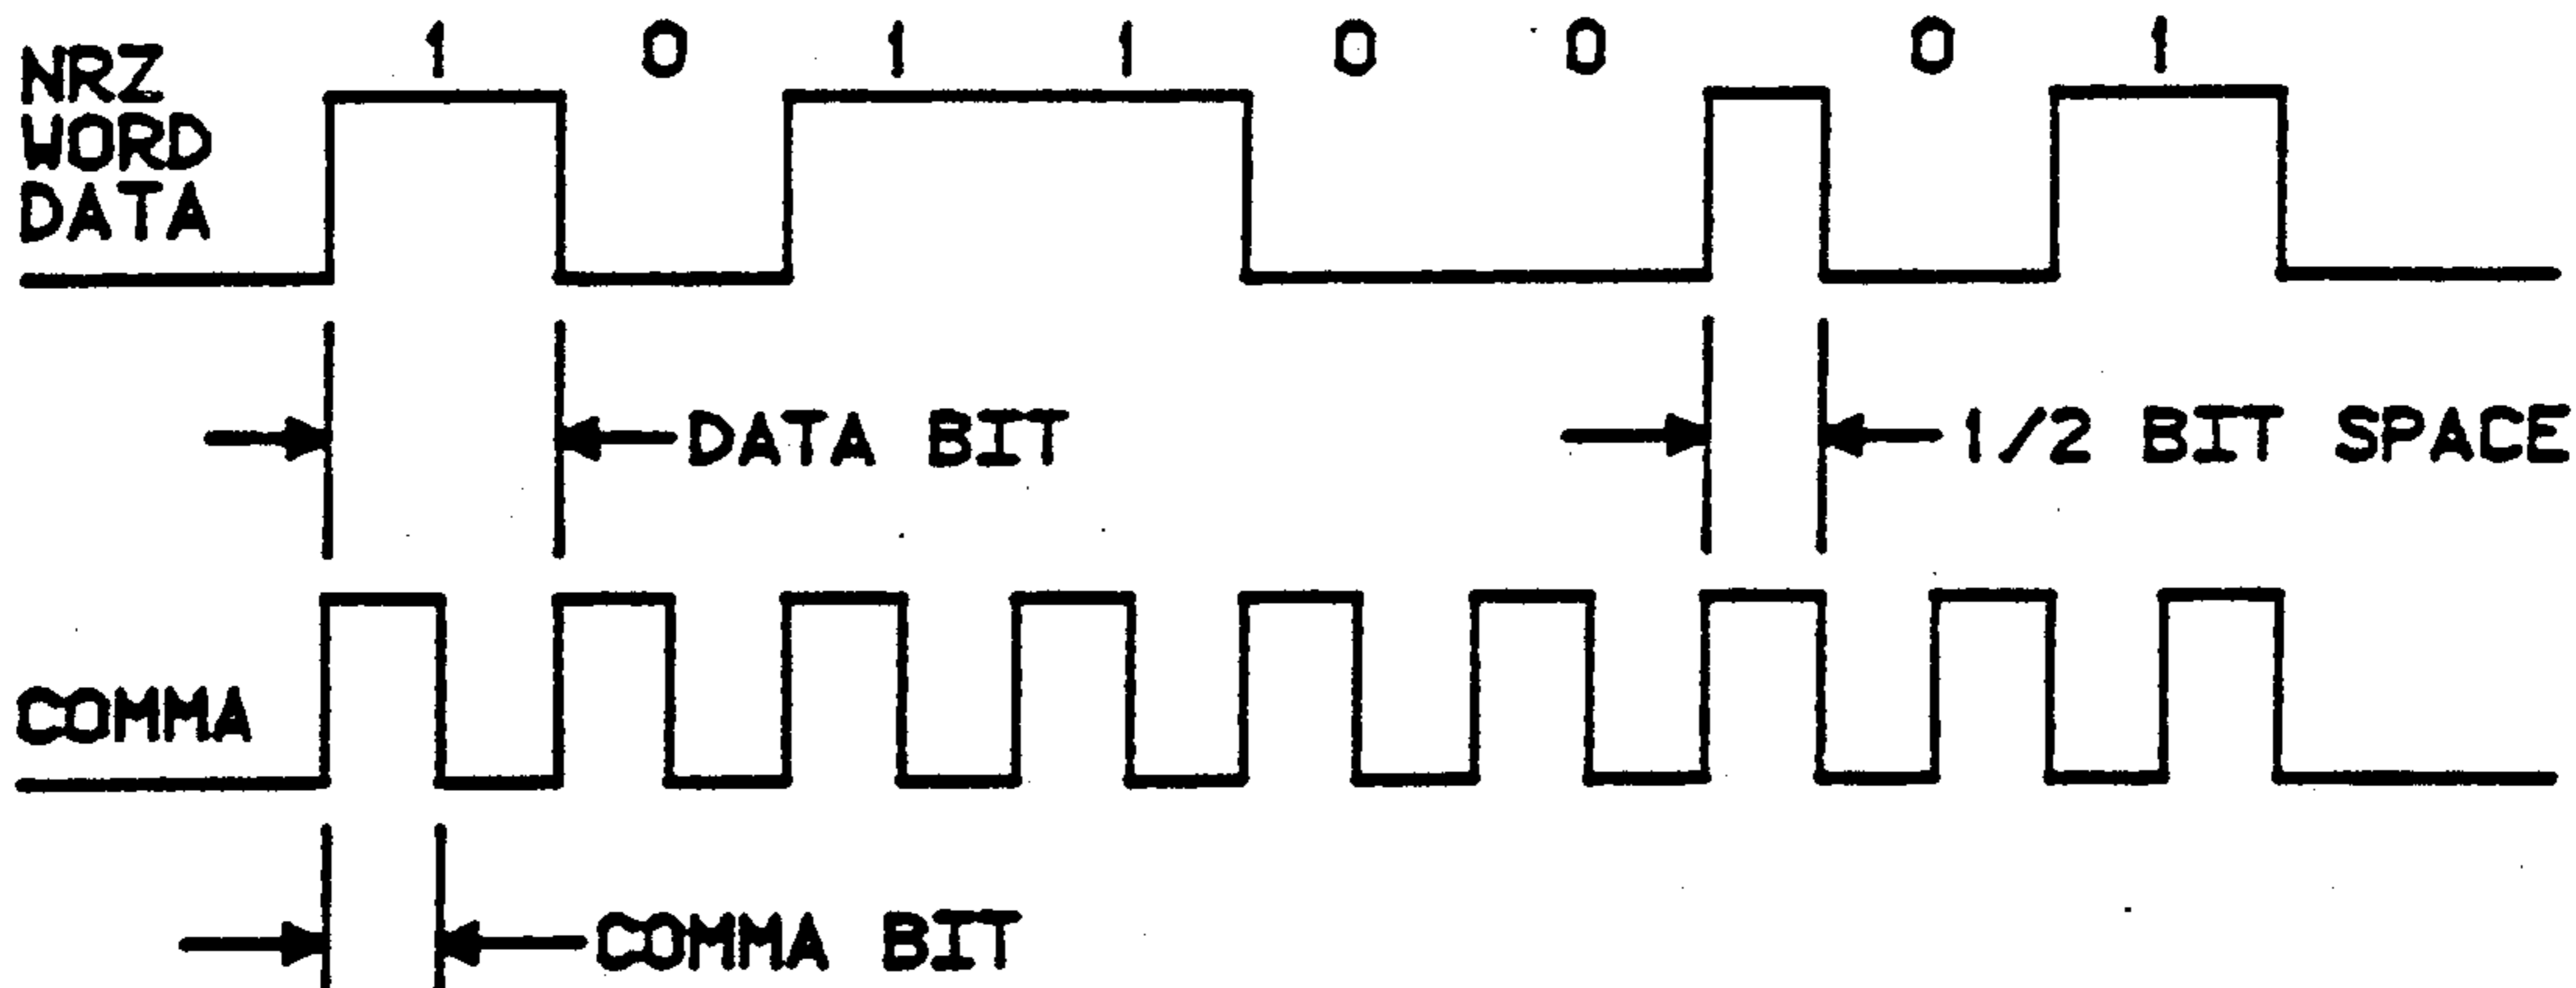 1 0 1 1 0 0 0 1
NRZ
WORD
DATA
DATA BIT
1/2 BIT SPACE
COMMA
COMMA BIT